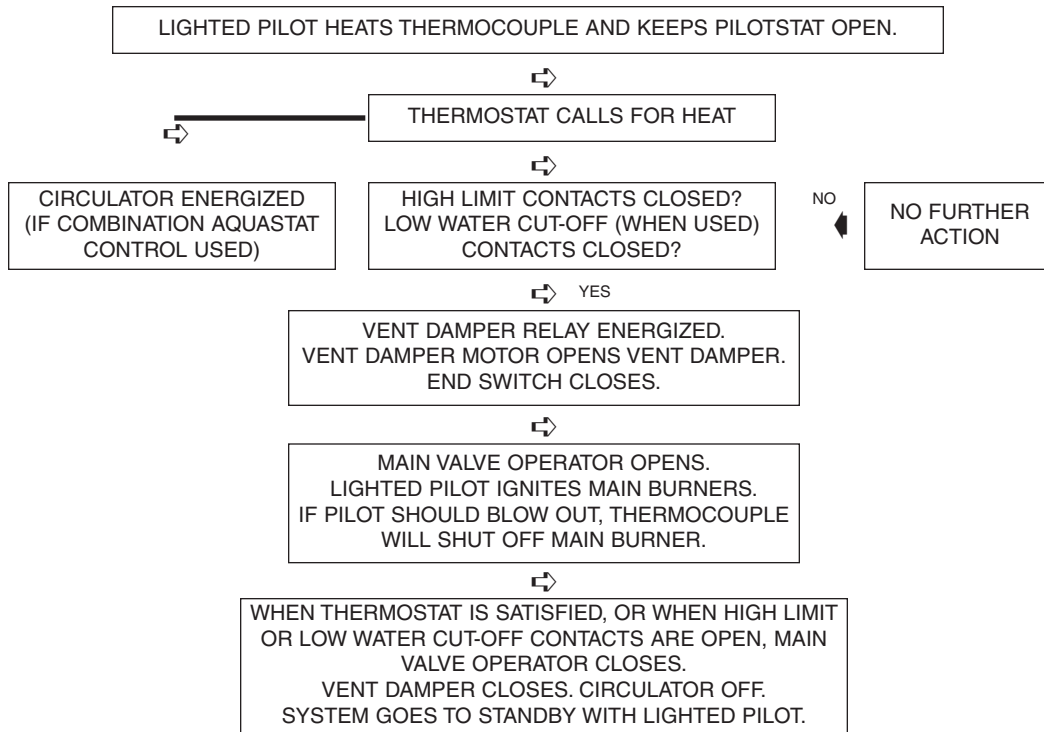 LIGHTED PILOT HEATS THERMOCOUPLE AND KEEPS PILOTSTAT OPEN.
THERMOSTAT CALLS FOR HEAT
CIRCULATOR ENERGIZED
(IF COMBINATION AQUASTAT
CONTROL USED)
HIGH LIMIT CONTACTS CLOSED?
LOW WATER CUT-OFF (WHEN USED)
CONTACTS CLOSED?
NO
NO FURTHER
ACTION
YES
VENT DAMPER RELAY ENERGIZED.
VENT DAMPER MOTOR OPENS VENT DAMPER.
END SWITCH CLOSES.
MAIN VALVE OPERATOR OPENS.
LIGHTED PILOT IGNITES MAIN BURNERS.
IF PILOT SHOULD BLOW OUT, THERMOCOUPLE
WILL SHUT OFF MAIN BURNER.
WHEN THERMOSTAT IS SATISFIED, OR WHEN HIGH LIMIT
OR LOW WATER CUT-OFF CONTACTS ARE OPEN, MAIN
VALVE OPERATOR CLOSES.
VENT DAMPER CLOSES. CIRCULATOR OFF.
SYSTEM GOES TO STANDBY WITH LIGHTED PILOT.